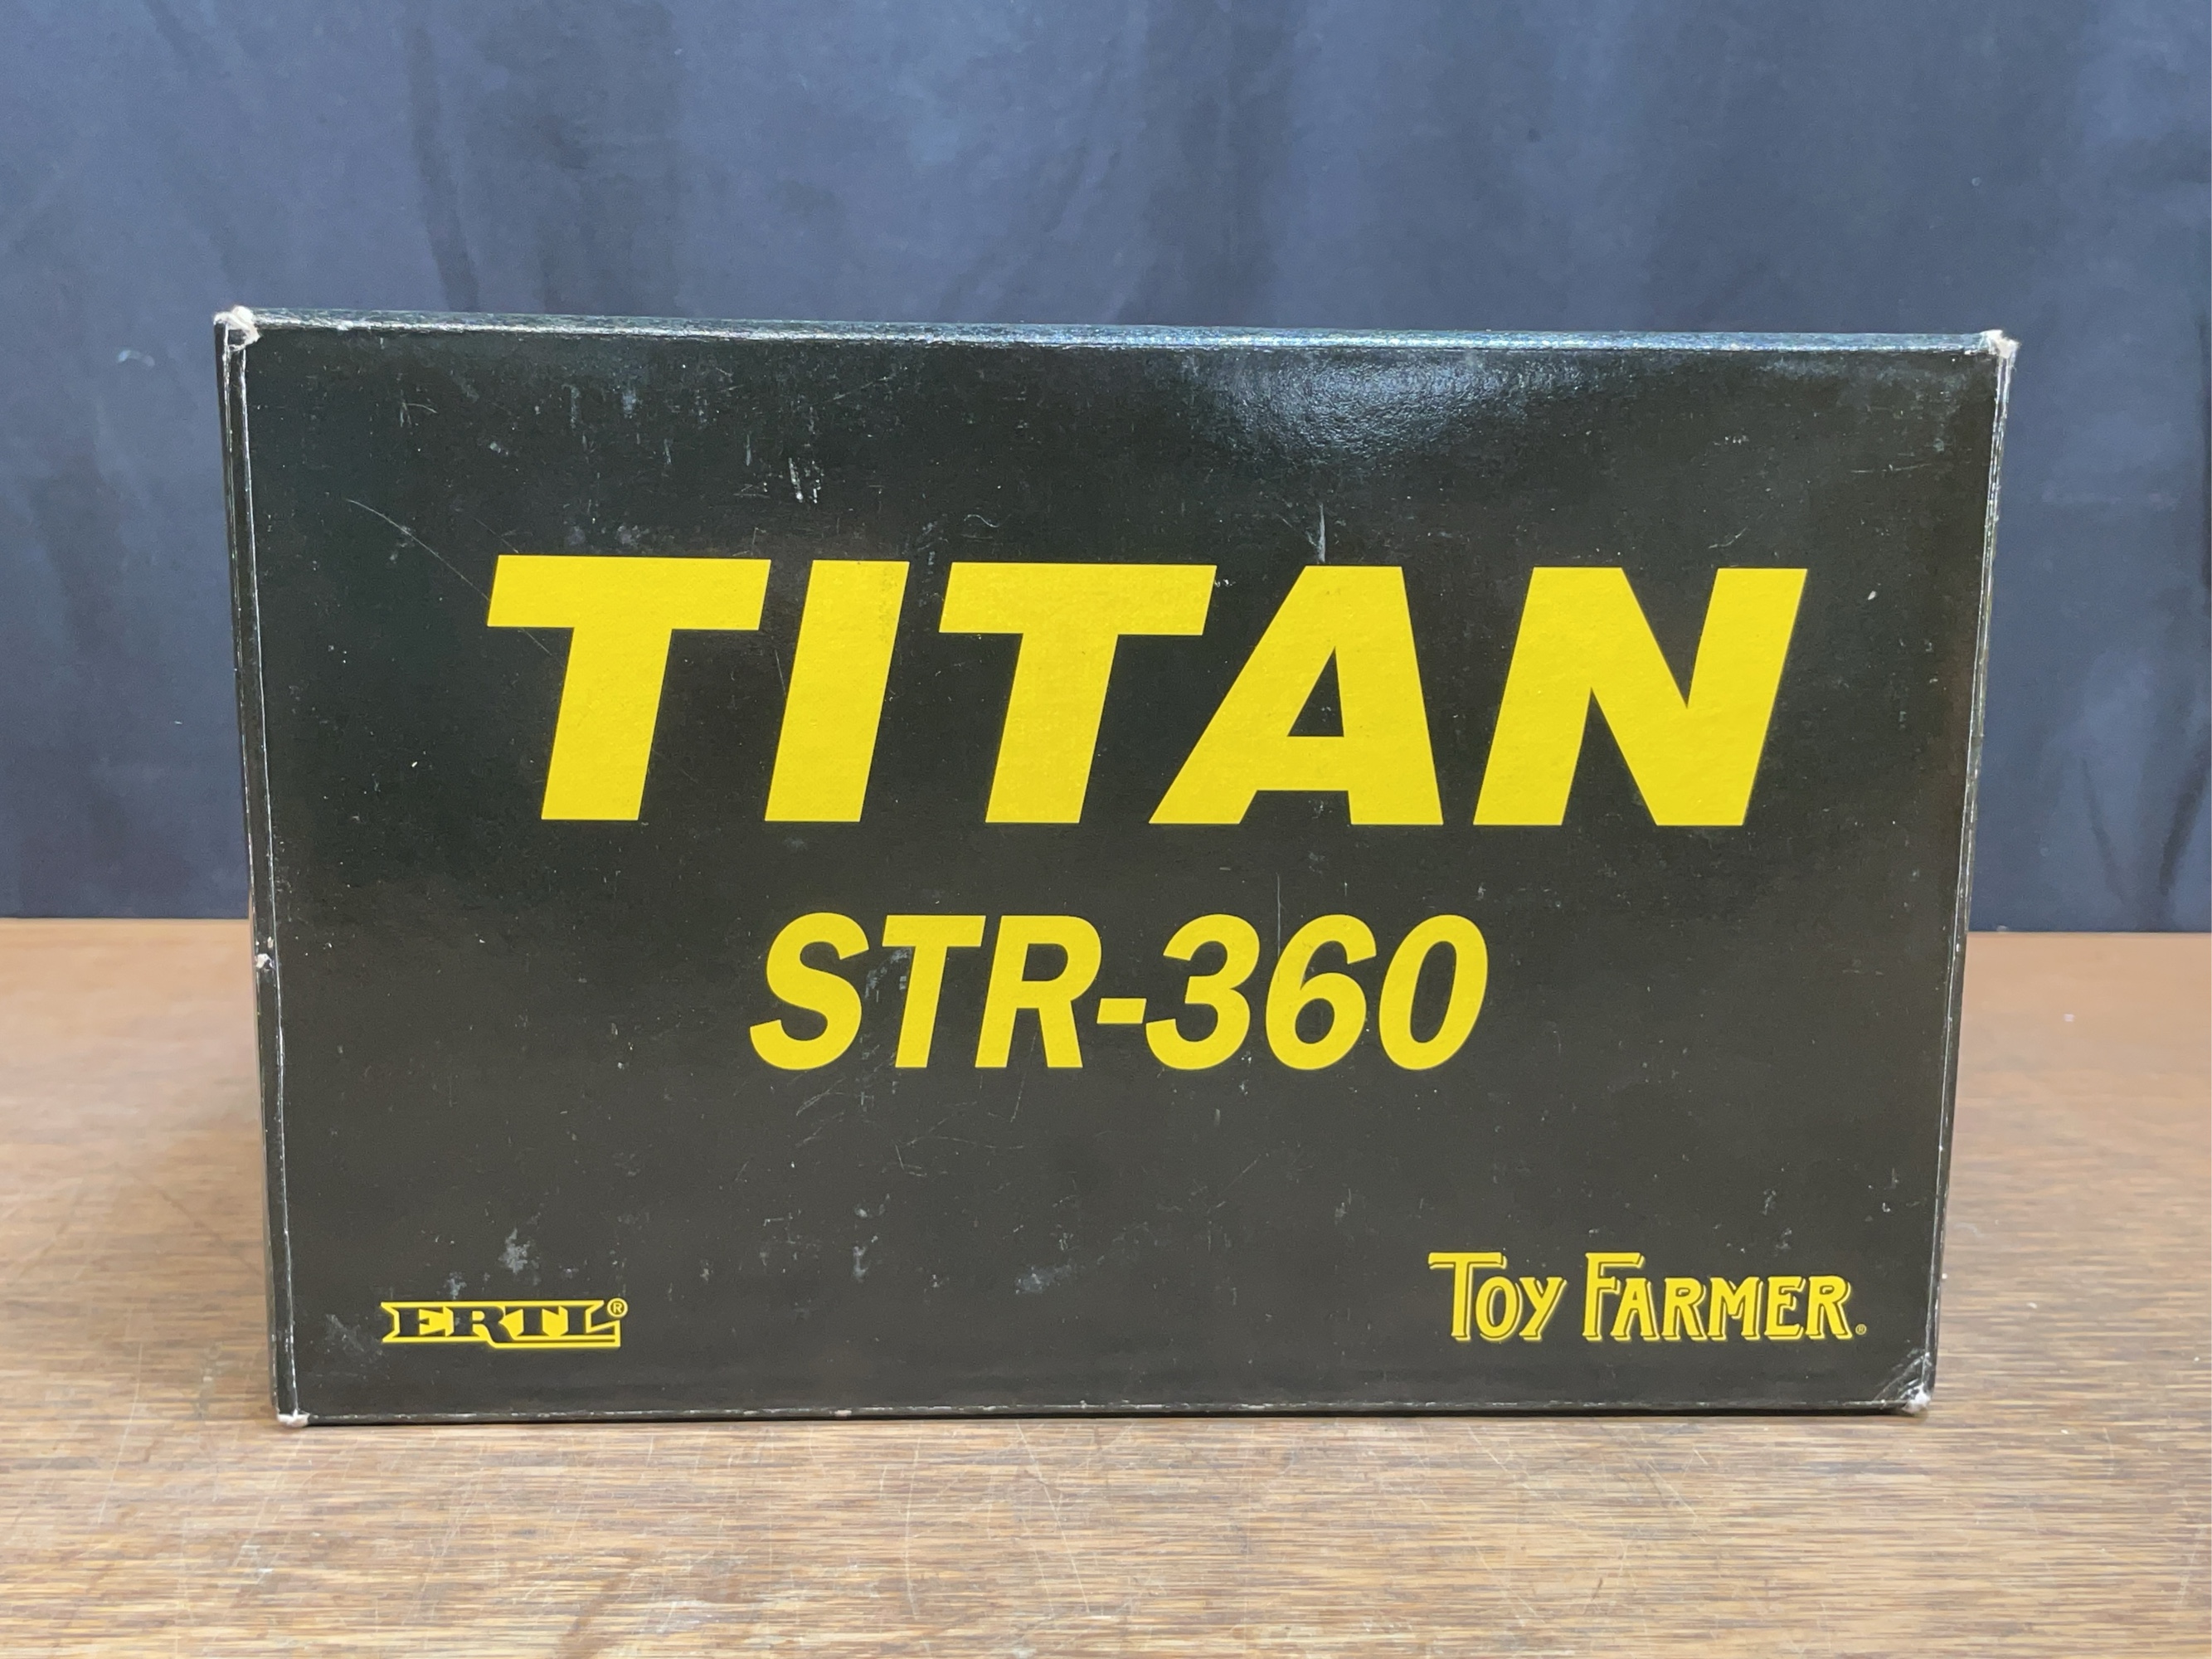 TITAN
STR-360
ERTL®
TOY FARMER®